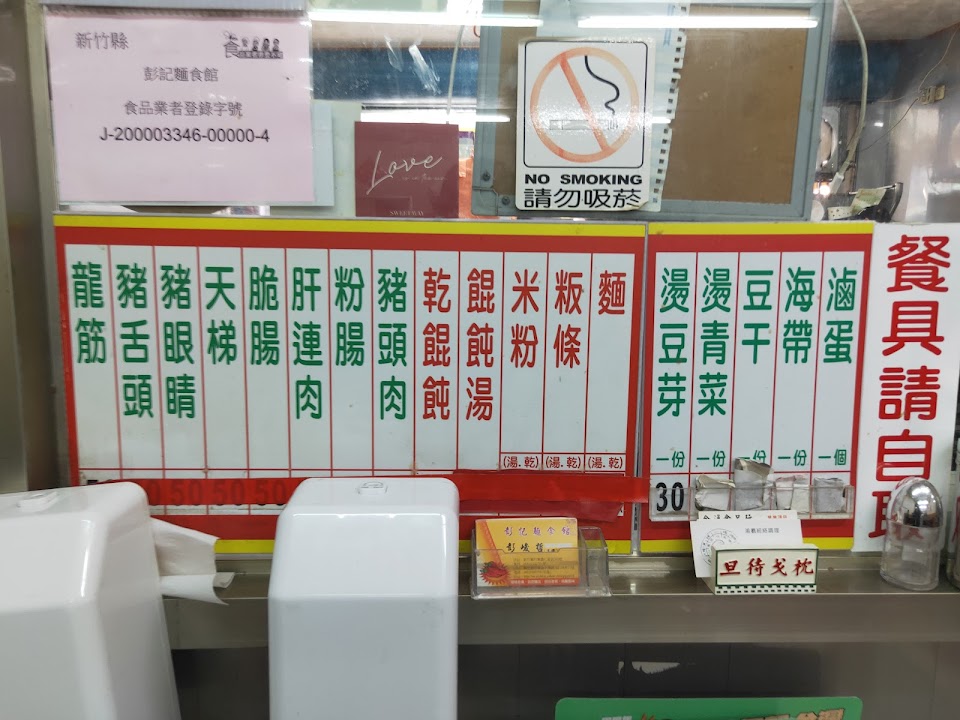 新竹縣
彭記麵食館
食品業者登錄字號
J-200003346-00000-4
Love
SWEETWAY
NO SMOKING
請勿吸菸
麵
(湯.乾)
粄條
(湯.乾)
米粉
(湯.乾)
餛飩湯
乾餛飩
豬頭肉
粉腸
肝連肉
脆腸
天梯
豬眼睛
豬舌頭
龍筋
50 50 50
滷蛋
一個
海帶
一份
豆干
一份
燙青菜
一份
燙豆芽
一份
30
餐具請自取
彭記麵食館
旦待戈枕